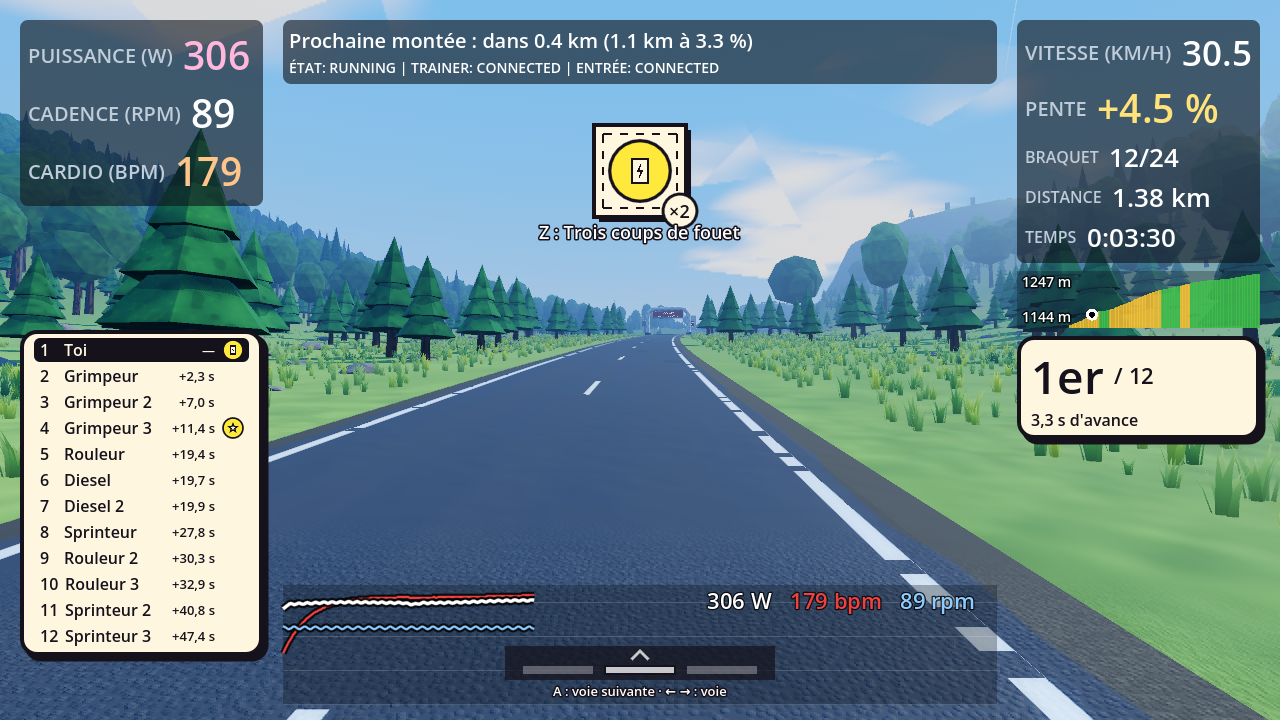 PUISSANCE (W) 306
CADENCE (RPM) 89
CARDIO (BPM) 179
Prochaine montée : dans 0.4 km (1.1 km à 3.3 %)
ÉTAT: RUNNING | TRAINER: CONNECTED | ENTRÉE: CONNECTED
VITESSE (KM/H) 30.5
PENTE +4.5 %
BRAQUET 12/24
DISTANCE 1.38 km
TEMPS 0:03:30
×2
Z : Trois coups de fouet
1247 m
1144 m
1er / 12
3,3 s d'avance
1 Toi —
2 Grimpeur +2,3 s
3 Grimpeur 2 +7,0 s
4 Grimpeur 3 +11,4 s
5 Rouleur +19,4 s
6 Diesel +19,7 s
7 Diesel 2 +19,9 s
8 Sprinteur +27,8 s
9 Rouleur 2 +30,3 s
10 Rouleur 3 +32,9 s
11 Sprinteur 2 +40,8 s
12 Sprinteur 3 +47,4 s
306 W 179 bpm 89 rpm
A : voie suivante · ← → : voie